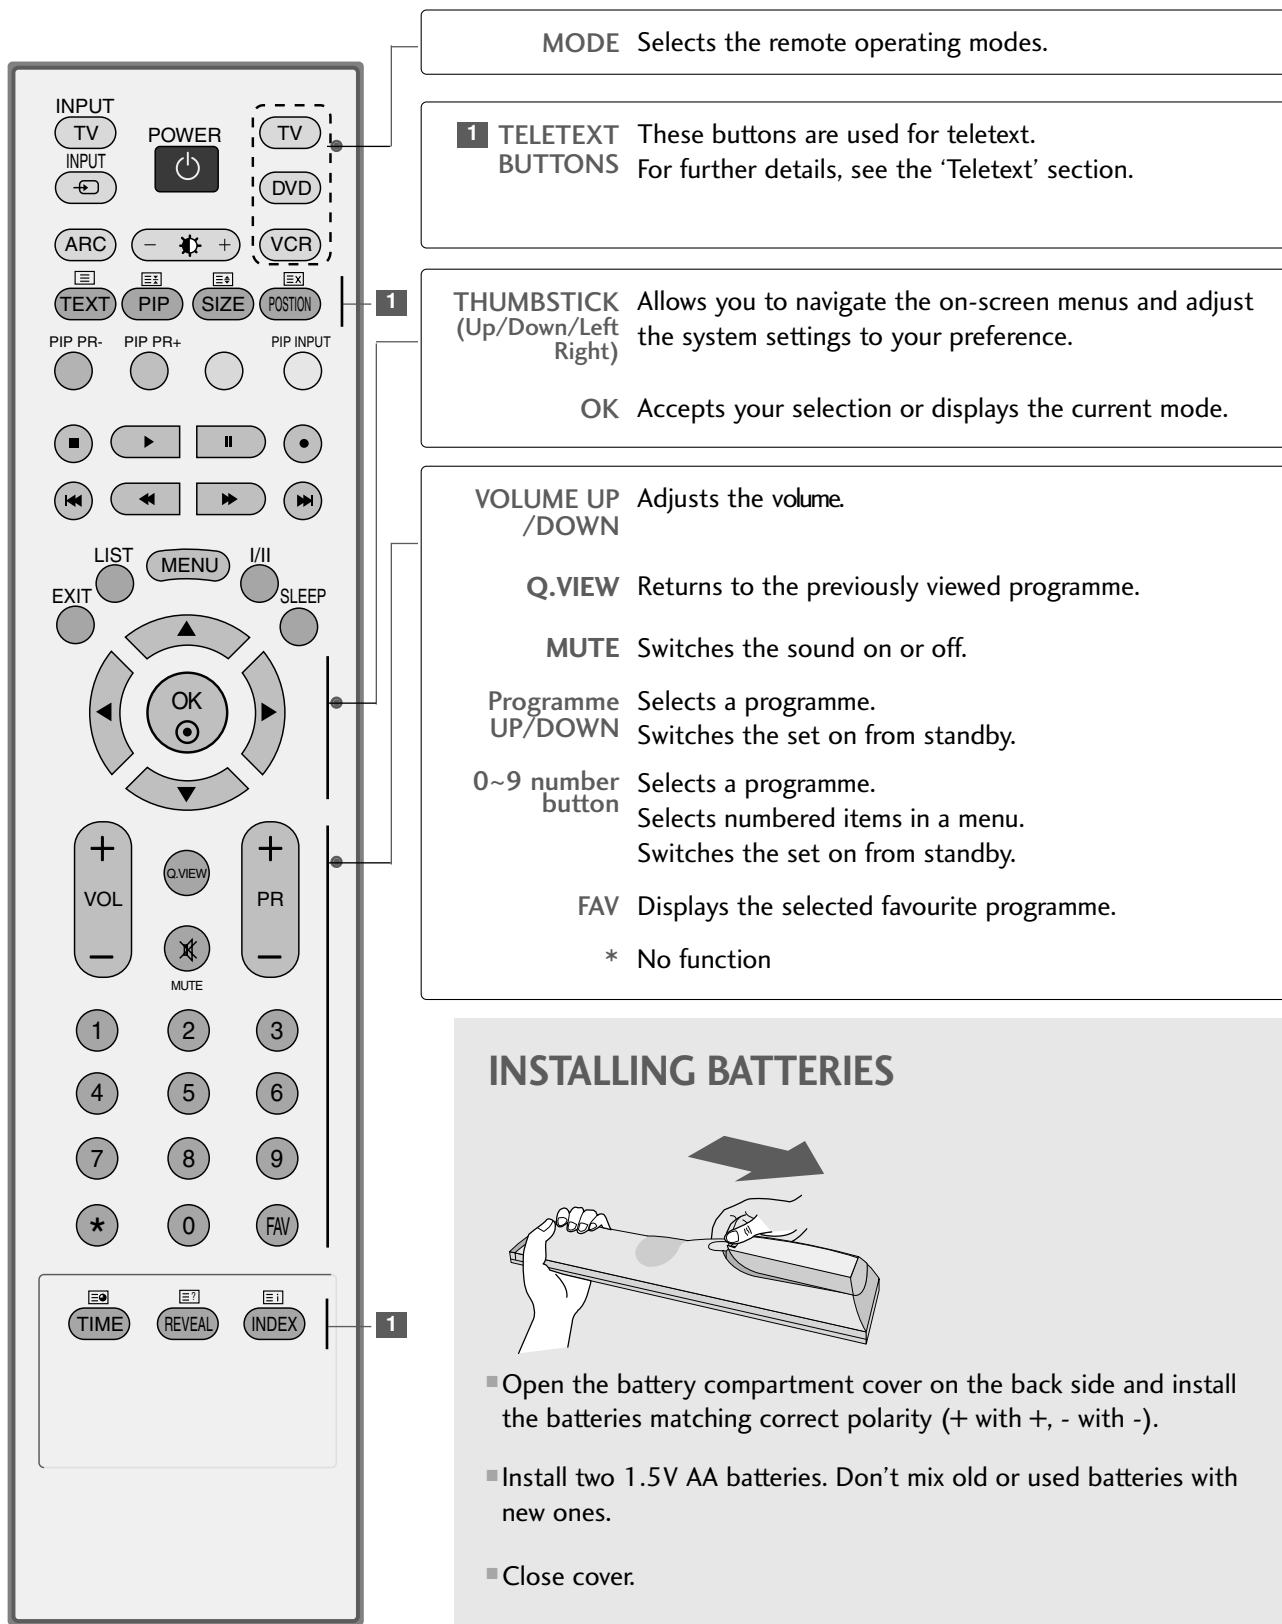 INPUT
TV POWER TV
INPUT
DVD
ARC - + VCR
TEXT PIP SIZE POSTION
1
PIP PR- PIP PR+ PIP INPUT
LIST MENU I/II
EXIT SLEEP
OK
+ +
Q.VIEW
VOL PR
- -
MUTE
1 2 3
4 5 6
7 8 9
* 0 FAV
TIME REVEAL INDEX
1
MODE Selects the remote operating modes.
1 TELETEXT These buttons are used for teletext.
BUTTONS For further details, see the ‘Teletext’ section.
THUMBSTICK Allows you to navigate the on-screen menus and adjust
(Up/Down/Left the system settings to your preference.
Right)
OK Accepts your selection or displays the current mode.
VOLUME UP Adjusts the volume.
/DOWN
Q.VIEW Returns to the previously viewed programme.
MUTE Switches the sound on or off.
Programme Selects a programme.
UP/DOWN Switches the set on from standby.
0~9 number Selects a programme.
button
Selects numbered items in a menu.
Switches the set on from standby.
FAV Displays the selected favourite programme.
* No function
INSTALLING BATTERIES
Open the battery compartment cover on the back side and install
the batteries matching correct polarity (+ with +, - with -).
Install two 1.5V AA batteries. Don’t mix old or used batteries with
new ones.
Close cover.